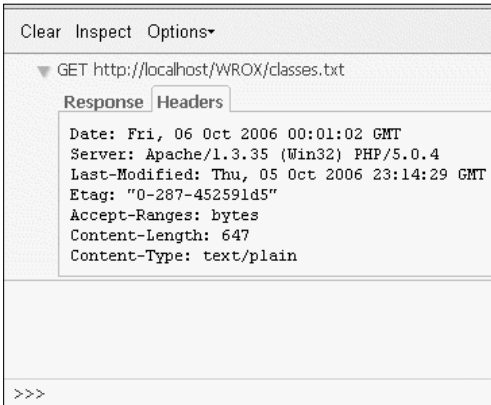 Clear Inspect Options
GET http://localhost/WROX/classes.txt
Response Headers
Date: Fri, 06 Oct 2006 00:01:02 GMT
Server: Apache/1.3.35 (Win32) PHP/5.0.4
Last-Modified: Thu, 05 Oct 2006 23:14:29 GMT
Etag: "0-287-452591d5"
Accept-Ranges: bytes
Content-Length: 647
Content-Type: text/plain
>>>